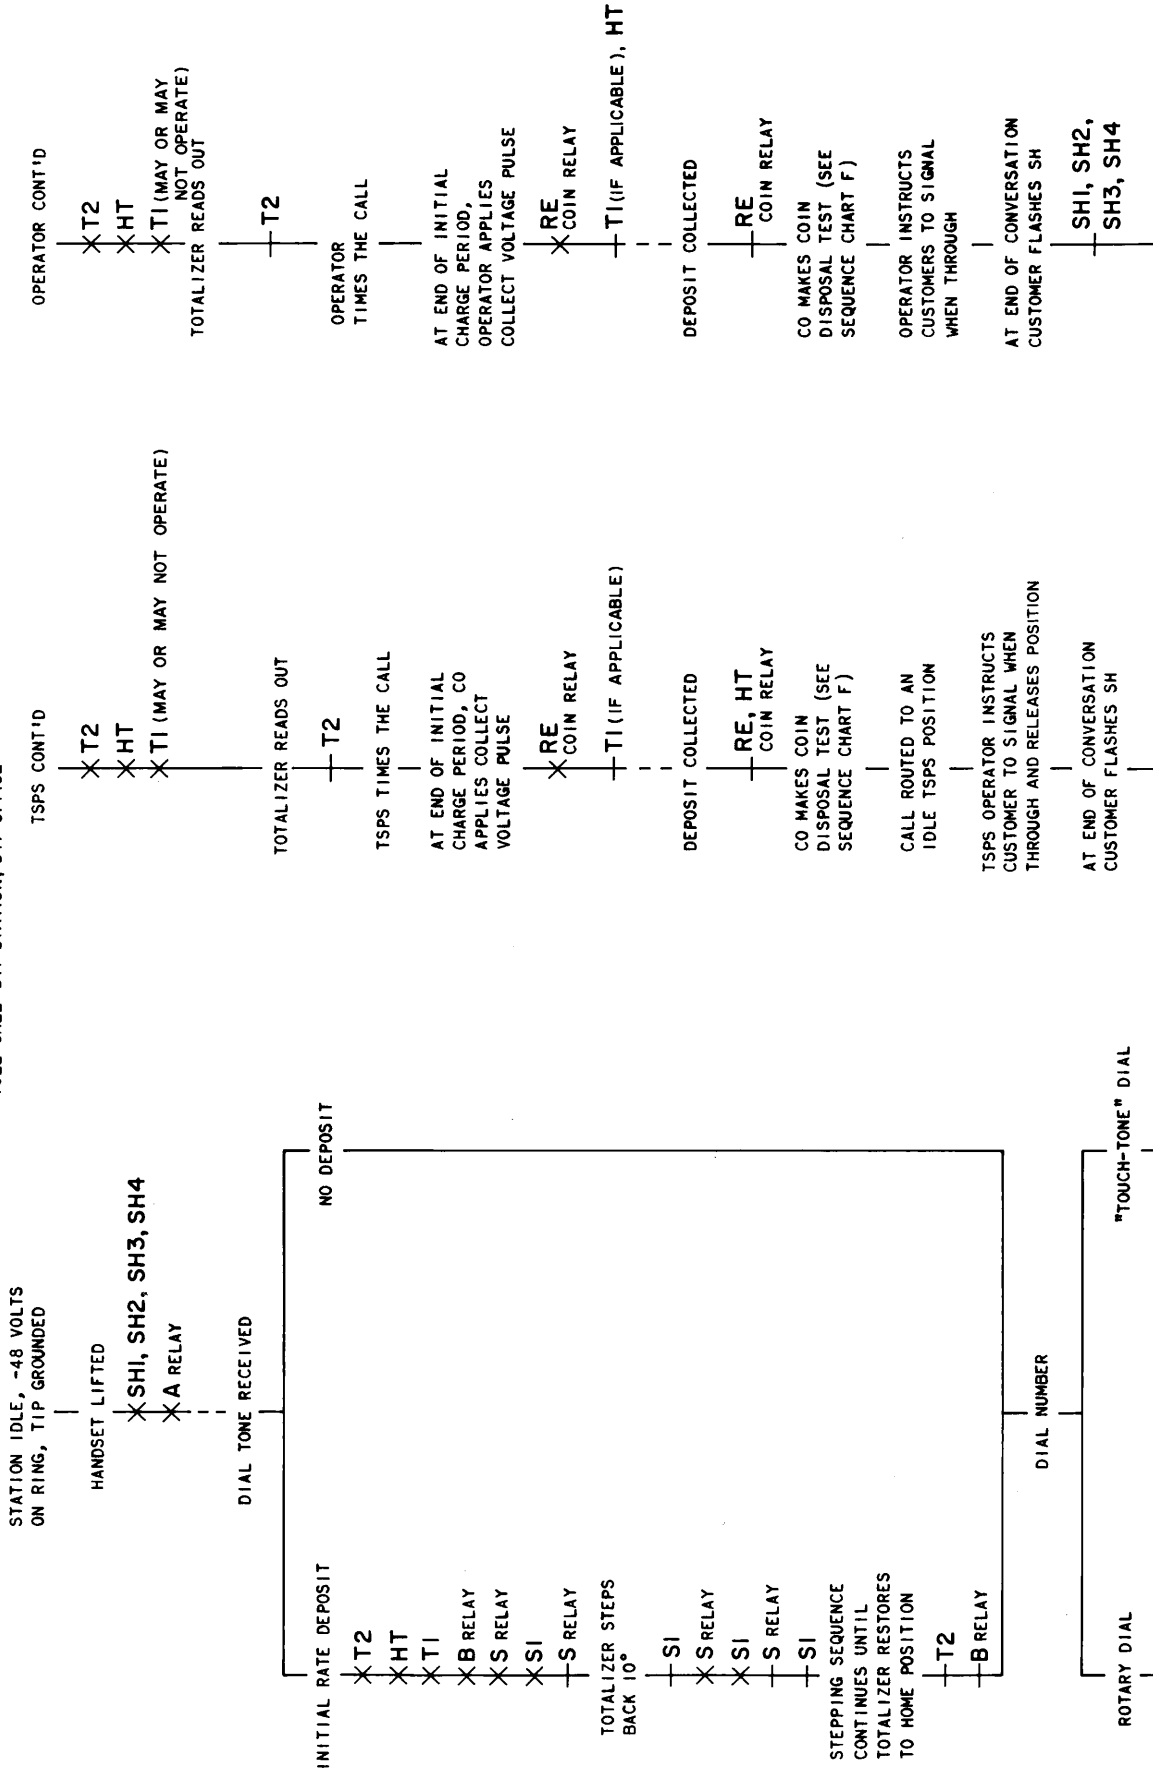 STATION IDLE, -48 VOLTS
ON RING, TIP GROUNDED
HANDSET LIFTED
SH1, SH2, SH3, SH4
A RELAY
DIAL TONE RECEIVED
INITIAL RATE DEPOSIT
T2
HT
T1
B RELAY
S RELAY
S1
S RELAY
TOTALIZER STEPS
BACK 10°
S1
S RELAY
S1
S RELAY
S1
STEPPING SEQUENCE
CONTINUES UNTIL
TOTALIZER RESTORES
TO HOME POSITION
T2
B RELAY
NO DEPOSIT
DIAL NUMBER
ROTARY DIAL
"TOUCH-TONE" DIAL
TSPS CONT'D
T2
HT
T1 (MAY OR MAY NOT OPERATE)
TOTALIZER READS OUT
T2
TSPS TIMES THE CALL
AT END OF INITIAL
CHARGE PERIOD, CO
APPLIES COLLECT
VOLTAGE PULSE
RE
COIN RELAY
T1 (IF APPLICABLE)
DEPOSIT COLLECTED
RE, HT
COIN RELAY
CO MAKES COIN
DISPOSAL TEST (SEE
SEQUENCE CHART F)
CALL ROUTED TO AN
IDLE TSPS POSITION
TSPS OPERATOR INSTRUCTS
CUSTOMER TO SIGNAL WHEN
THROUGH AND RELEASES POSITION
AT END OF CONVERSATION
CUSTOMER FLASHES SH
OPERATOR CONT'D
T2
HT
T1 (MAY OR MAY
NOT OPERATE)
TOTALIZER READS OUT
T2
OPERATOR
TIMES THE CALL
AT END OF INITIAL
CHARGE PERIOD,
OPERATOR APPLIES
COLLECT VOLTAGE PULSE
RE
COIN RELAY
T1 (IF APPLICABLE), HT
DEPOSIT COLLECTED
RE
COIN RELAY
CO MAKES COIN
DISPOSAL TEST (SEE
SEQUENCE CHART F)
OPERATOR INSTRUCTS
CUSTOMERS TO SIGNAL
WHEN THROUGH
AT END OF CONVERSATION
CUSTOMER FLASHES SH
SH1, SH2,
SH3, SH4